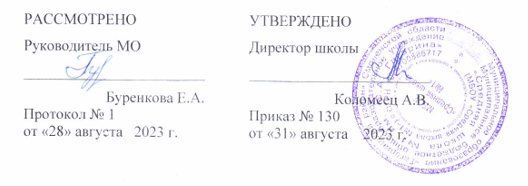 РАССМОТРЕНО
Руководитель МО
Буренкова Е.А.
Протокол № 1
от «28» августа 2023 г.
УТВЕРЖДЕНО
Директор школы
Коломеец А.В.
Приказ № 130
от «31» августа 2023 г.